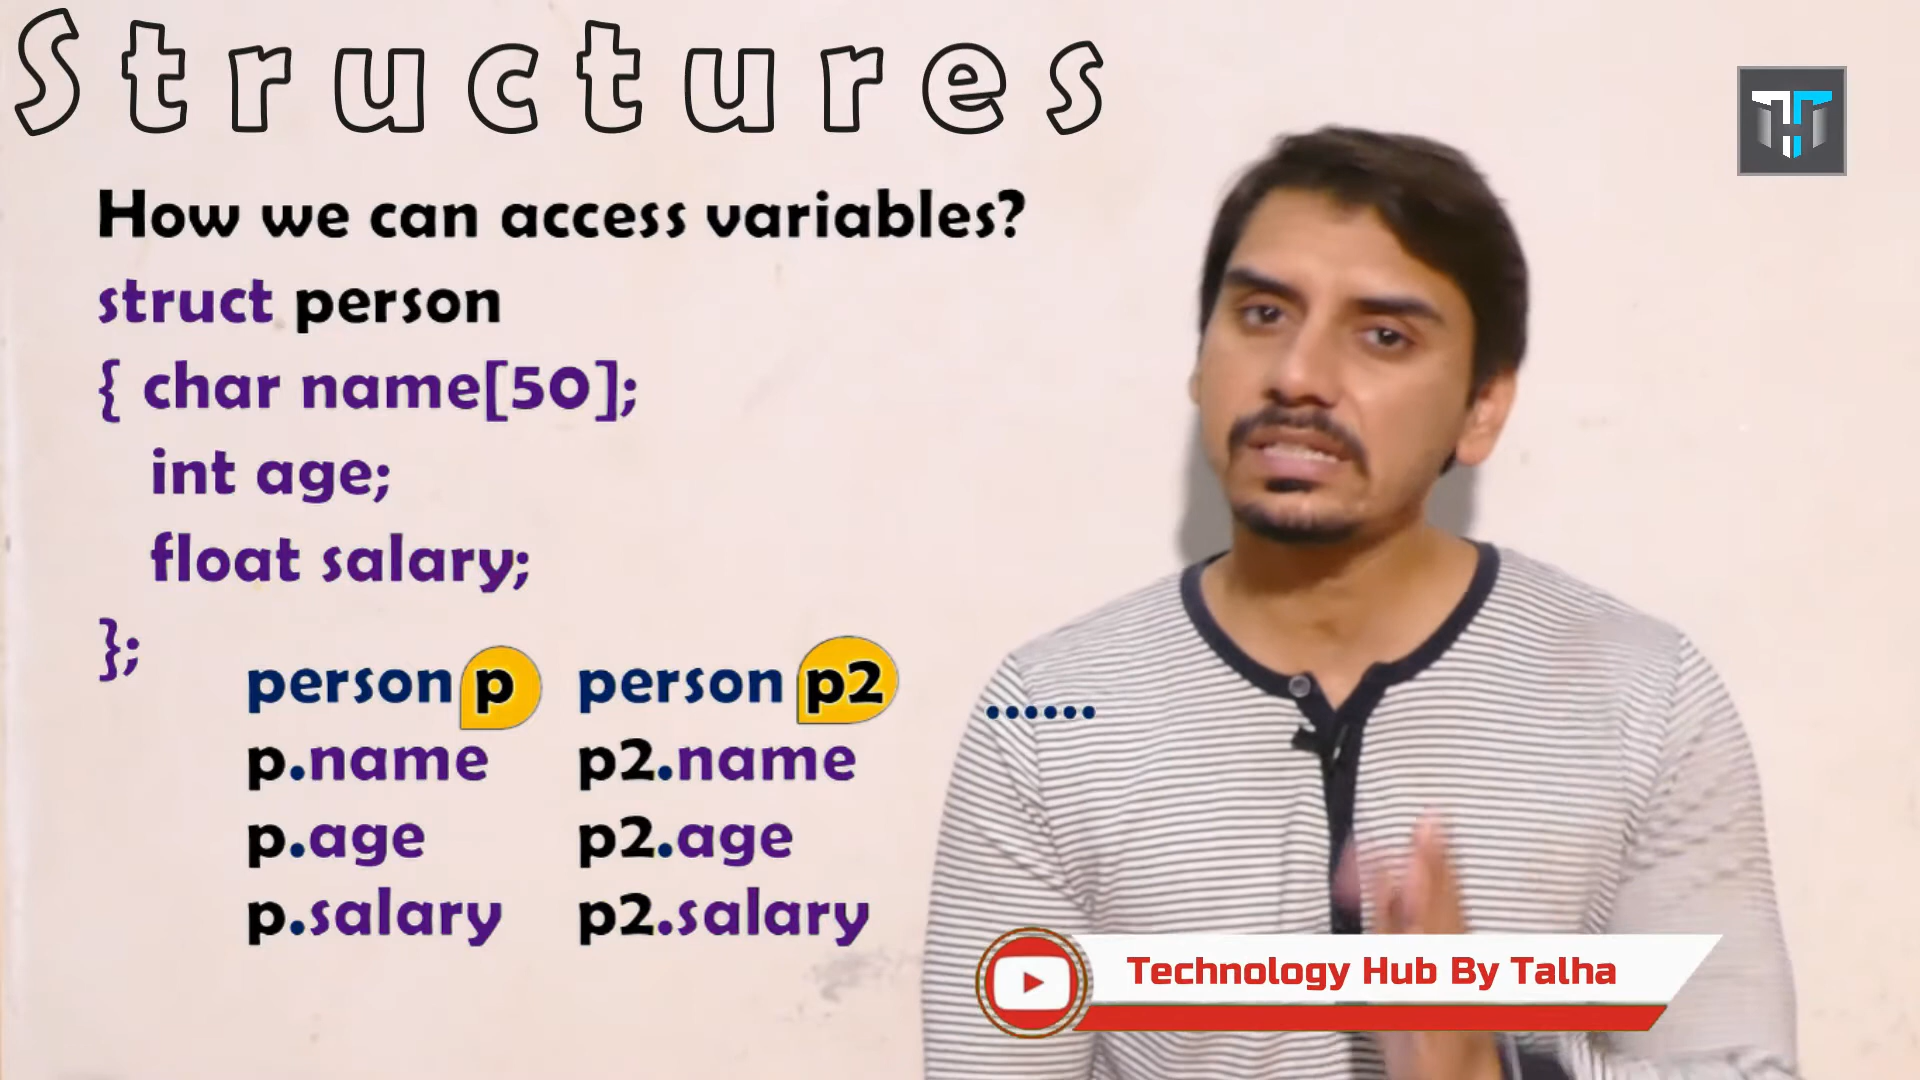 Structures
How we can access variables?
struct person
{ char name[50];
int age;
float salary;
};
person p person p2 ......
p.name p2.name
p.age p2.age
p.salary p2.salary
Technology Hub By Talha